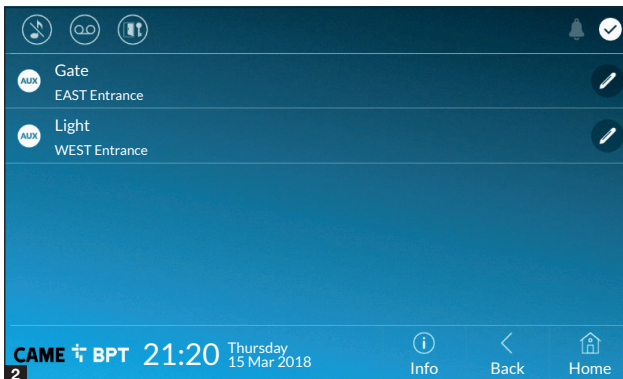 AUX
Gate
EAST Entrance
AUX
Light
WEST Entrance
CAME BPT 21:20 Thursday
15 Mar 2018
Info
Back
Home
2